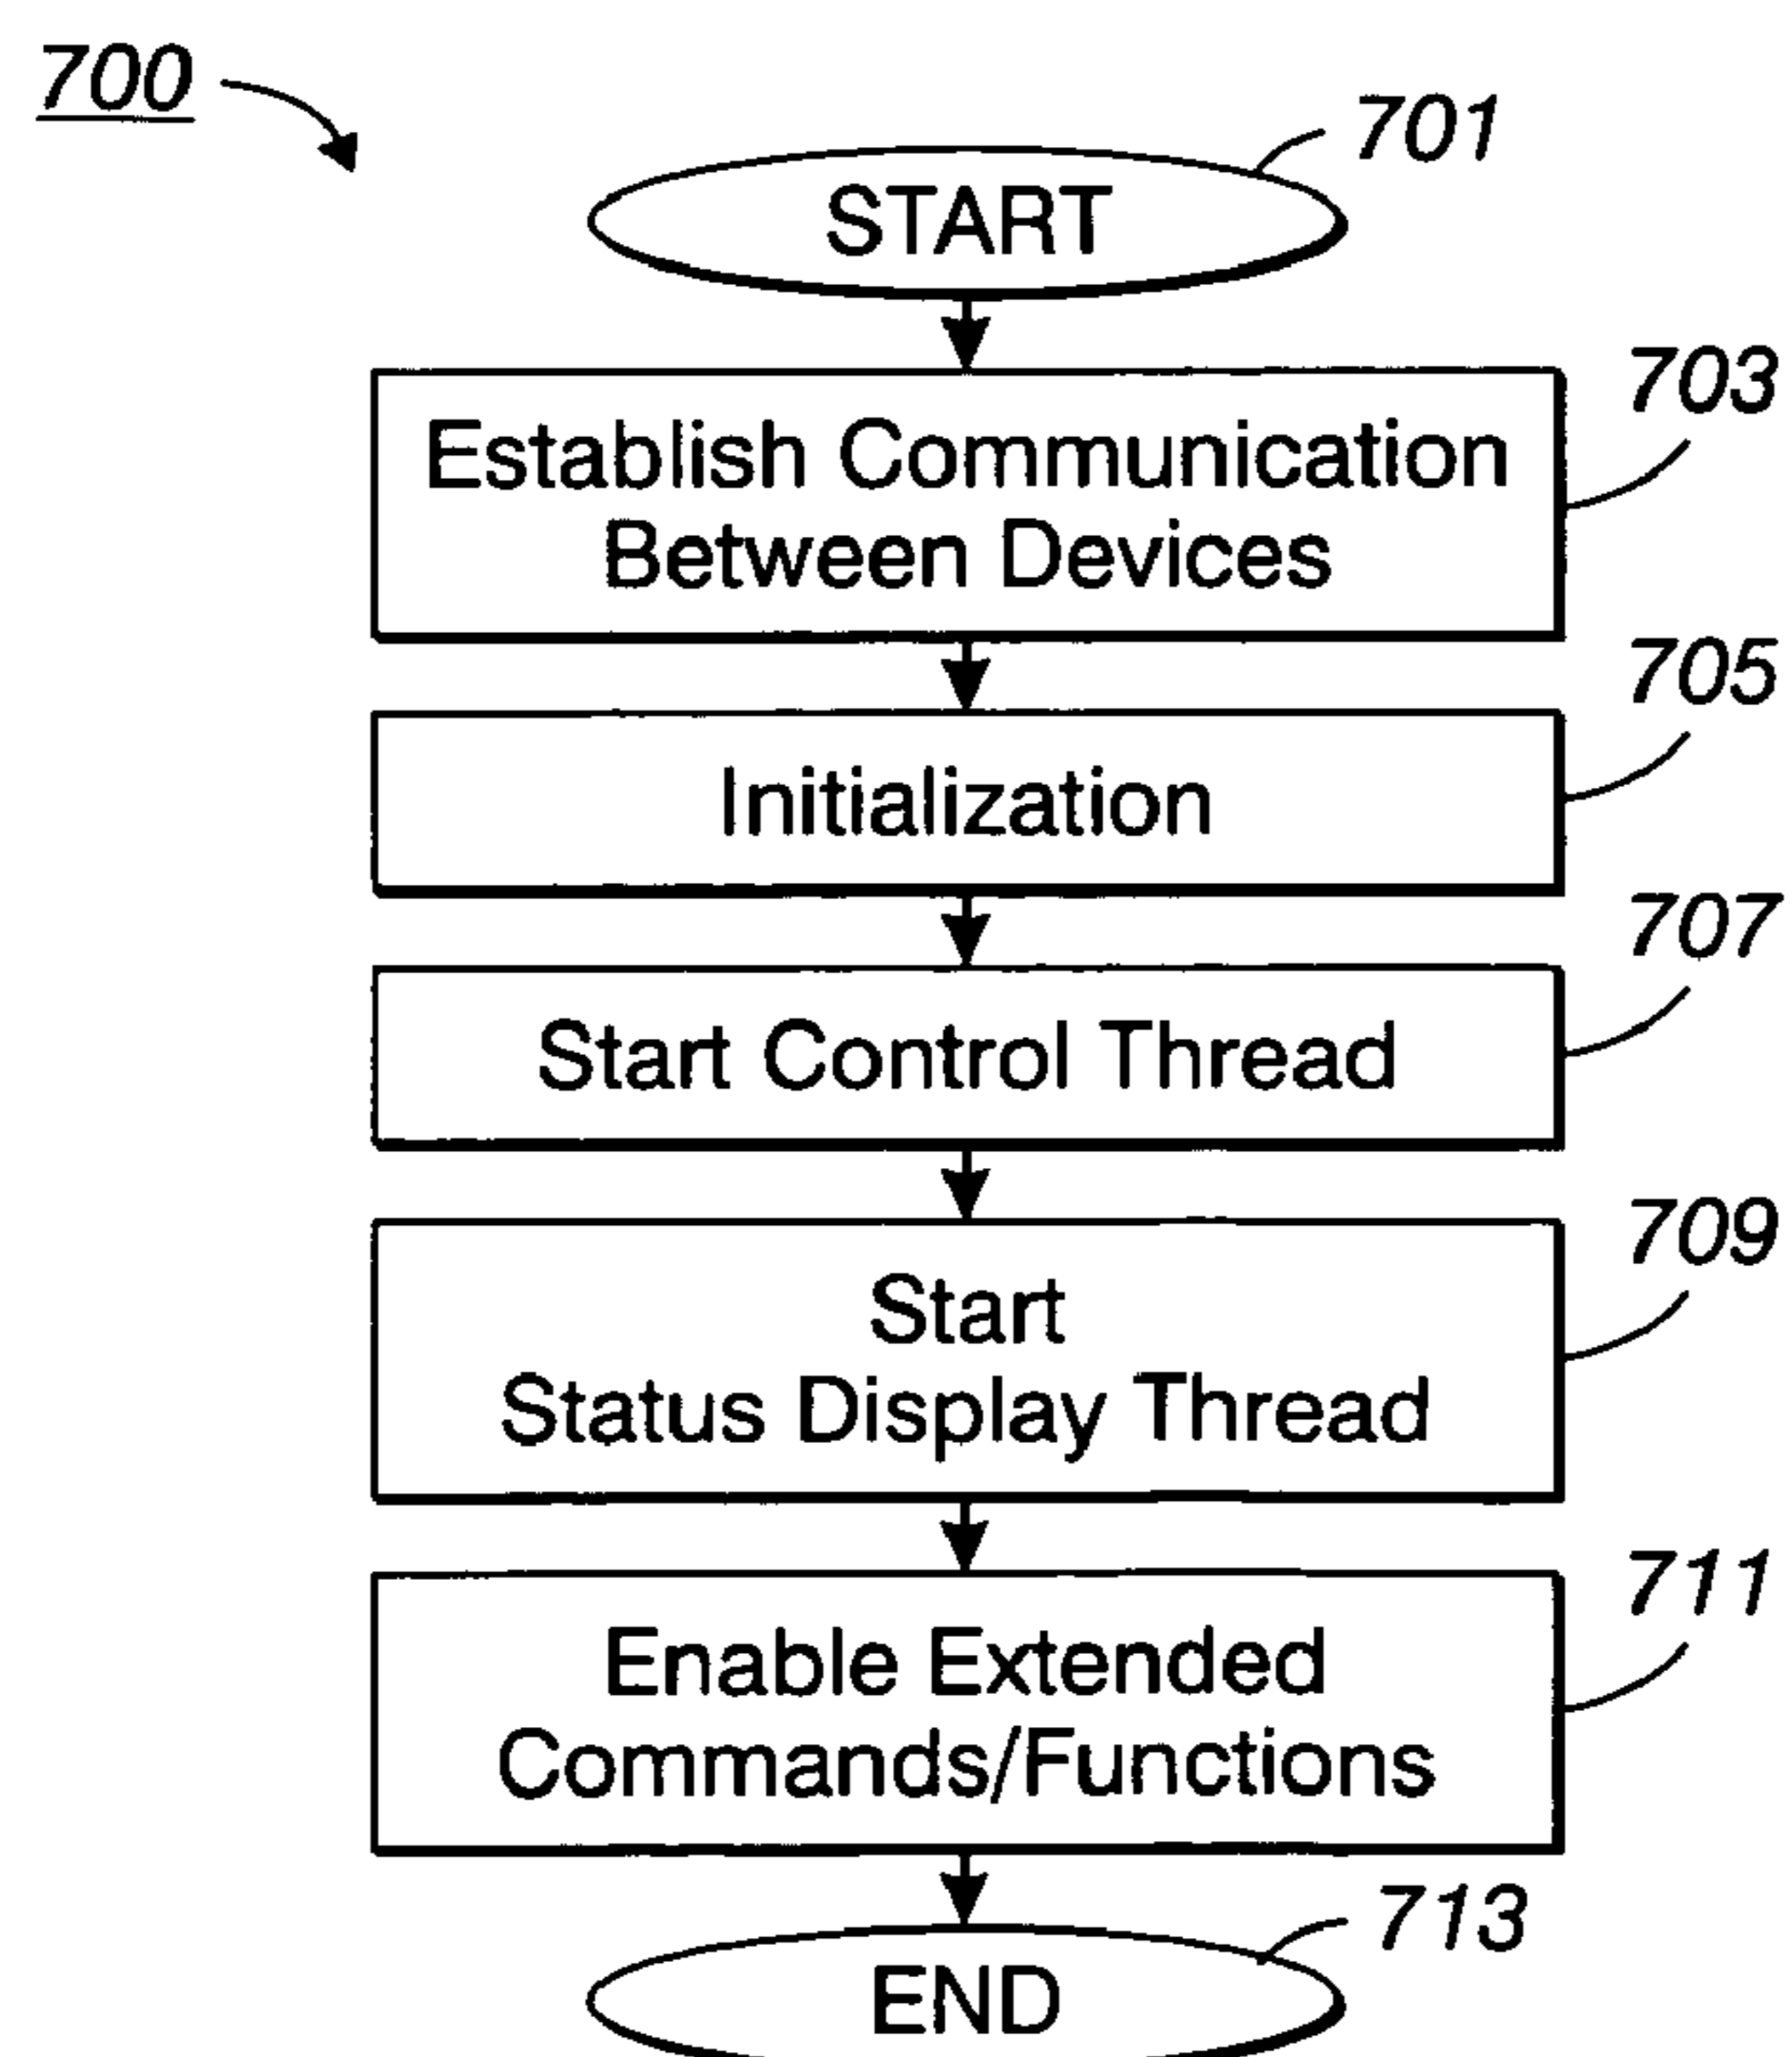 700
701
START
703
Establish Communication
Between Devices
705
Initialization
707
Start Control Thread
709
Start
Status Display Thread
711
Enable Extended
Commands/Functions
713
END